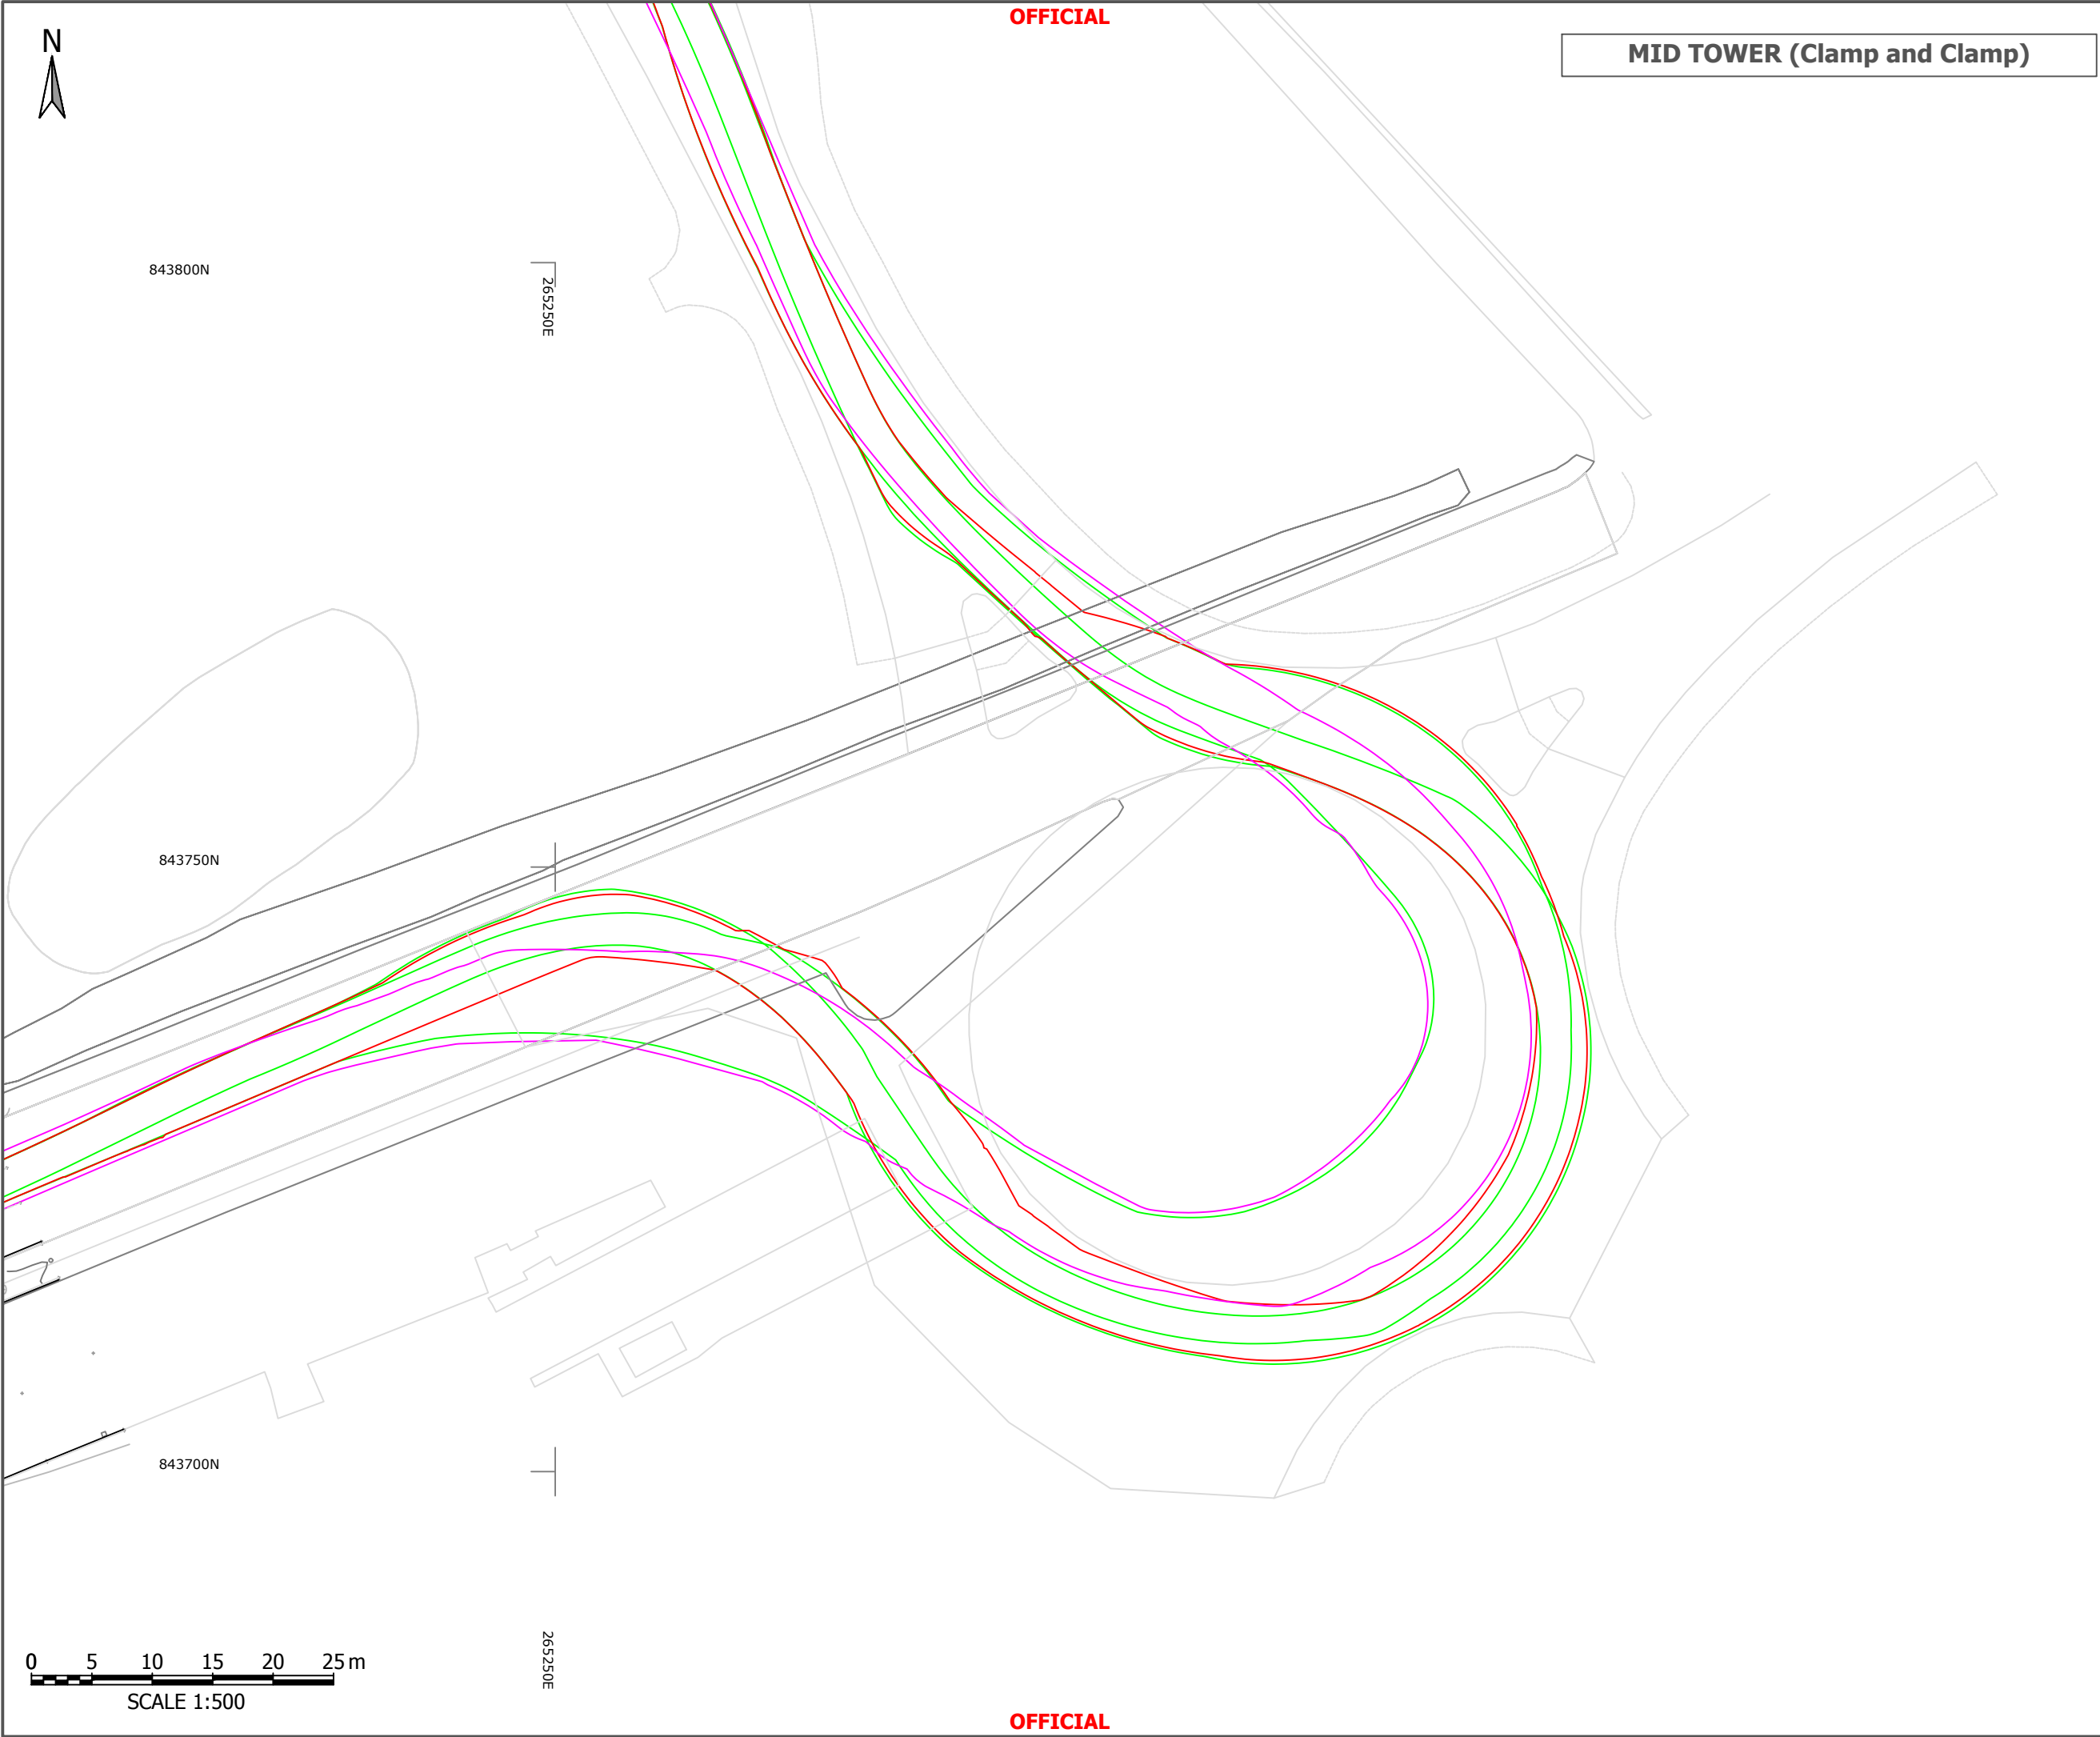 OFFICIAL
N
MID TOWER (Clamp and Clamp)
843800N
265250E
843750N
843700N
265250E
0 5 10 15 20 25 m
SCALE 1:500
OFFICIAL